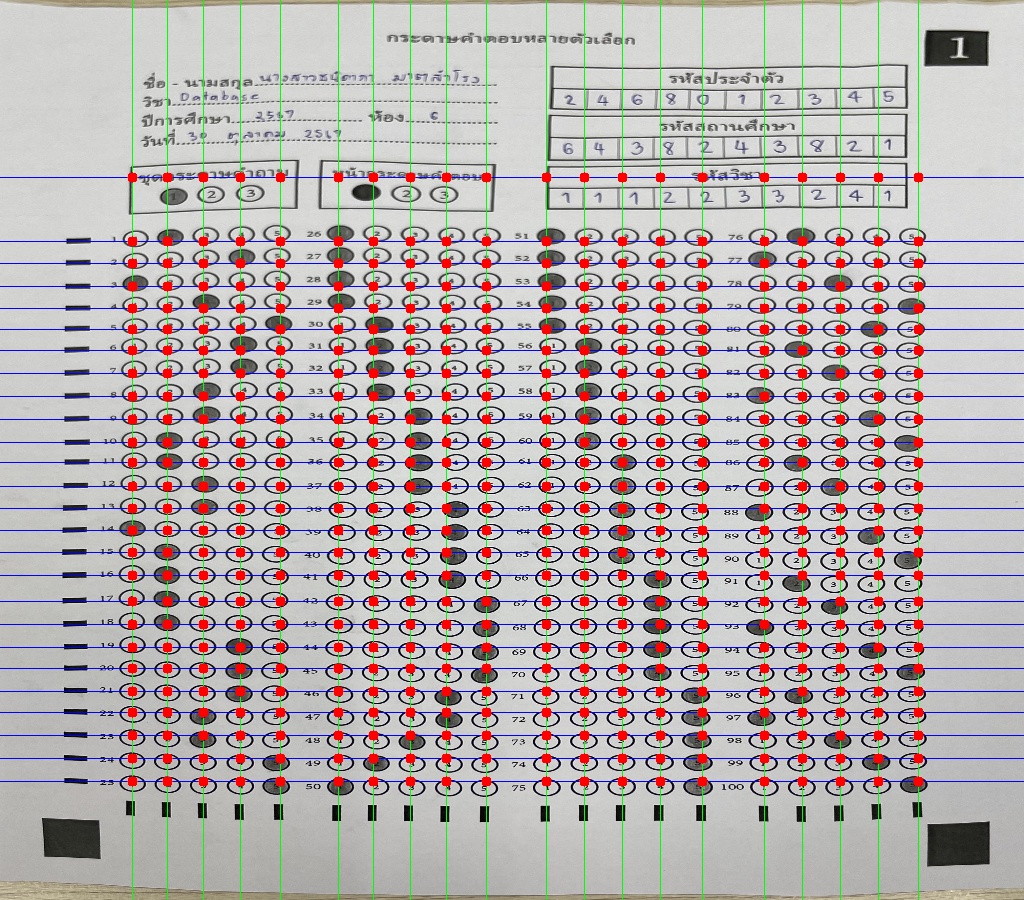 กระดาษคำตอบหลายตัวเลือก
1
ชื่อ - นามสกุล นางสาวธนิดาภา มาตสำโรง
รหัสประจำตัว
วิชา Database
2 4 6 8 0 1 2 3 4 5
ปีการศึกษา 2567 ห้อง 6
รหัสสถานศึกษา
วันที่ 30 ตุลาคม 2567
6 4 3 8 2 4 3 8 2 1
ชุดกระดาษคำถาม
หน้ากระดาษคำตอบ
รหัสวิชา
1 2 3
2 3
1 1 1 2 2 3 3 2 4 1
1 26 51 76
2 27 52 77
3 28 53 78
4 29 54 79
5 30 55 80
6 31 56 81
7 32 57 82
8 33 58 83
9 34 59 84
10 35 60 85
11 36 61 86
12 37 62 87
13 38 63 88
14 39 64 89
15 40 65 90
16 41 66 91
17 42 67 92
18 43 68 93
19 44 69 94
20 45 70 95
21 46 71 96
22 47 72 97
23 48 73 98
24 49 74 99
25 50 75 100